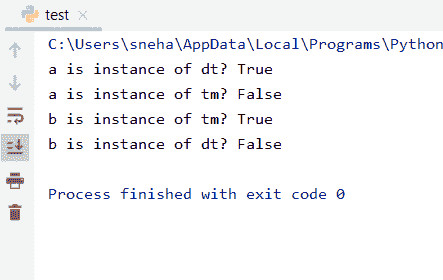 test
C:\Users\sneha\AppData\Local\Programs\Python
a is instance of dt? True
a is instance of tm? False
b is instance of tm? True
b is instance of dt? False
Process finished with exit code 0